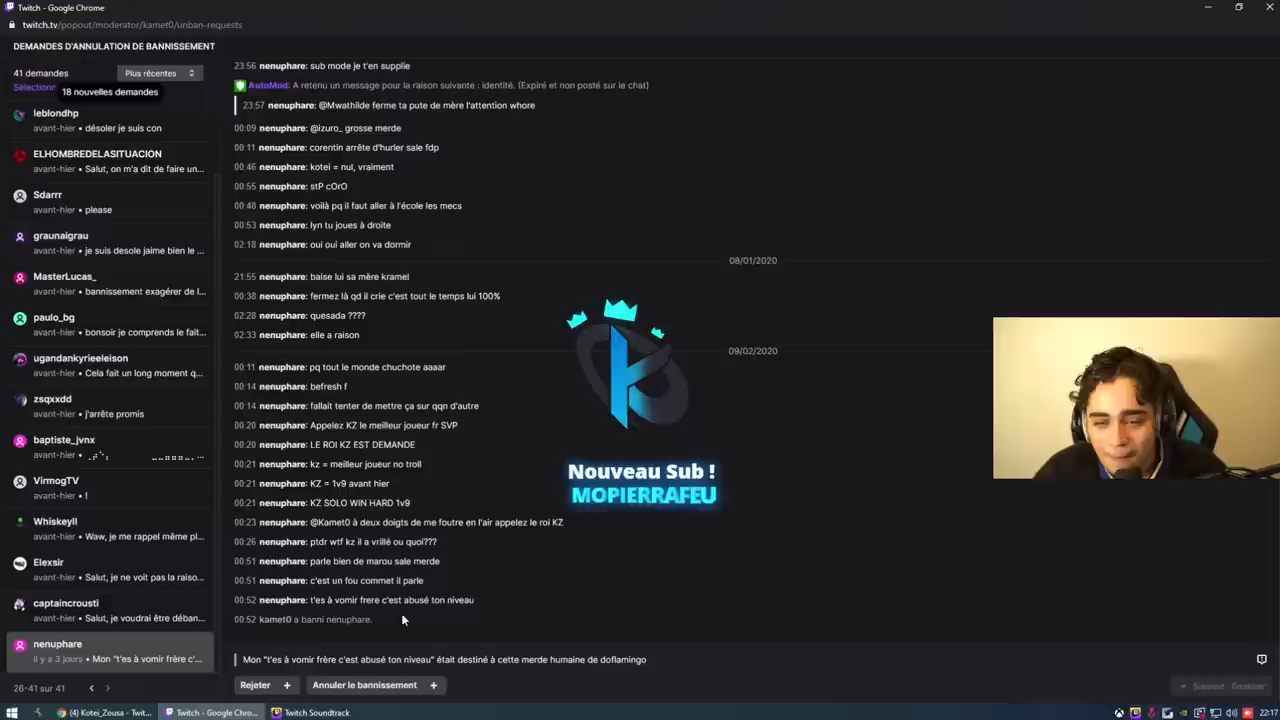 Twitch - Google Chrome
twitch.tv/popout/moderator/kamet0/unban-requests
DEMANDES D'ANNULATION DE BANNISSEMENT
41 demandes
Plus récentes
18 nouvelles demandes
leblondhp
avant-hier • désoler je suis con
ELHOMBREDELASITUACION
avant-hier • Salut, on m'a dit de faire un...
Sdarrr
avant-hier • please
graunaigrau
avant-hier • je suis desole jaime bien le ...
MasterLucas_
avant-hier • bannissement exagérer de l...
paulo_bg
avant-hier • bonsoir je comprends le fait...
ugandankyrieeleison
avant-hier • Cela fait un long moment q...
zsqxxdd
avant-hier • j'arrête promis
baptiste_jvnx
VirmogTV
avant-hier • !
Whiskeyll
avant-hier • Waw, je me rappel même pl...
Elexsir
avant-hier • Salut, je ne voit pas la raiso...
captaincrousti
avant-hier • Salut, je voudrai être déban...
nenuphare
il y a 3 jours • Mon "t'es à vomir frère c'...
26-41 sur 41
23:56 nenuphare: sub mode je t'en supplie
AutoMod: A retenu un message pour la raison suivante : identité. (Expiré et non posté sur le chat)
23:57 nenuphare: @Mwathilde ferme ta pute de mère l'attention whore
00:09 nenuphare: @izuro_ grosse merde
00:11 nenuphare: corentin arrête d'hurler sale fdp
00:46 nenuphare: kotei = nul, vraiment
00:55 nenuphare: stP cOrO
00:48 nenuphare: voilà pq il faut aller à l'école les mecs
00:53 nenuphare: lyn tu joues à droite
02:18 nenuphare: oui oui aller on va dormir
08/01/2020
21:55 nenuphare: baise lui sa mère kramel
00:38 nenuphare: fermez là qd il crie c'est tout le temps lui 100%
02:28 nenuphare: quesada ????
02:33 nenuphare: elle a raison
09/02/2020
00:11 nenuphare: pq tout le monde chuchote aaaar
00:14 nenuphare: befresh f
00:14 nenuphare: fallait tenter de mettre ça sur qqn d'autre
00:20 nenuphare: Appelez KZ le meilleur joueur fr SVP
00:20 nenuphare: LE ROI KZ EST DEMANDE
00:21 nenuphare: kz = meilleur joueur no troll
00:21 nenuphare: KZ = 1v9 avant hier
00:21 nenuphare: KZ SOLO WIN HARD 1v9
00:23 nenuphare: @Kamet0 à deux doigts de me foutre en l'air appelez le roi KZ
00:26 nenuphare: ptdr wtf kz il a vrillé ou quoi???
00:51 nenuphare: parle bien de marou sale merde
00:51 nenuphare: c'est un fou commet il parle
00:52 nenuphare: t'es à vomir frere c'est abusé ton niveau
00:52 kamet0 a banni nenuphare.
Mon "t'es à vomir frère c'est abusé ton niveau" était destiné à cette merde humaine de doflamingo
Rejeter +
Annuler le bannissement +
Nouveau Sub !
MOPIERRAFEU
(4) Kotei_Zousa - Twit...
Twitch - Google Chro...
Twitch Soundtrack
22:17